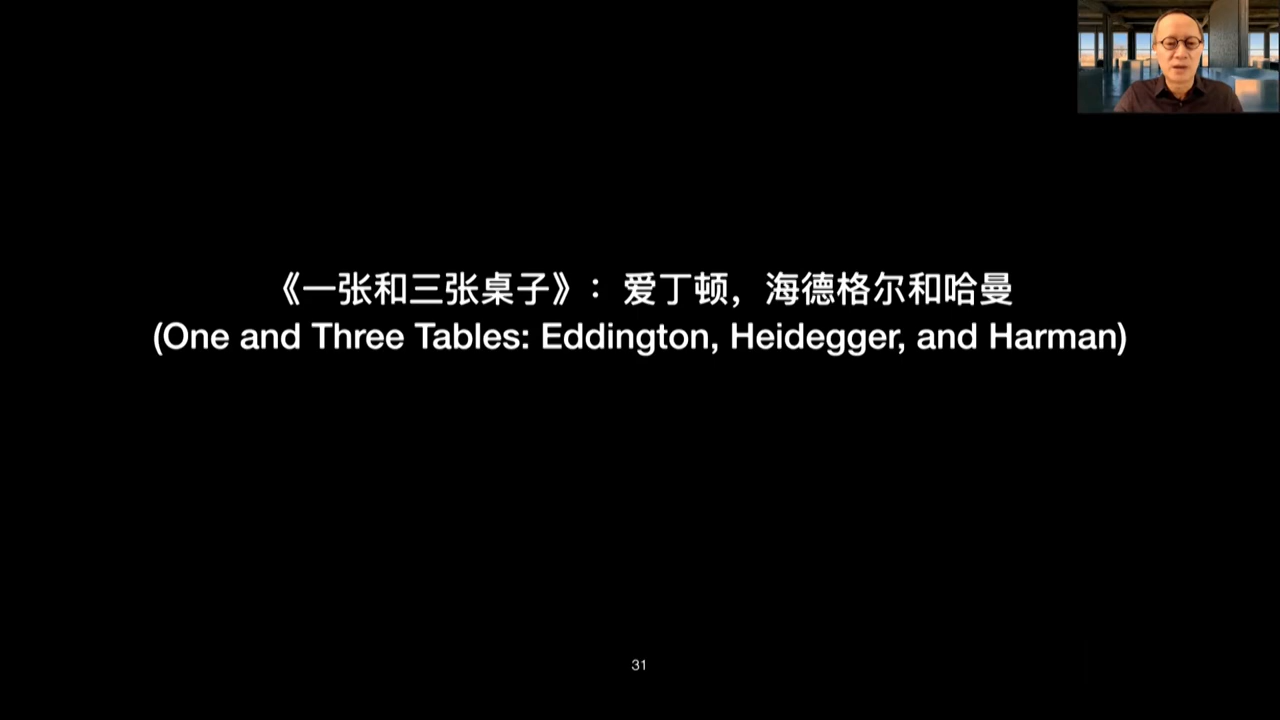 《一张和三张桌子》：爱丁顿，海德格尔和哈曼
(One and Three Tables: Eddington, Heidegger, and Harman)
31